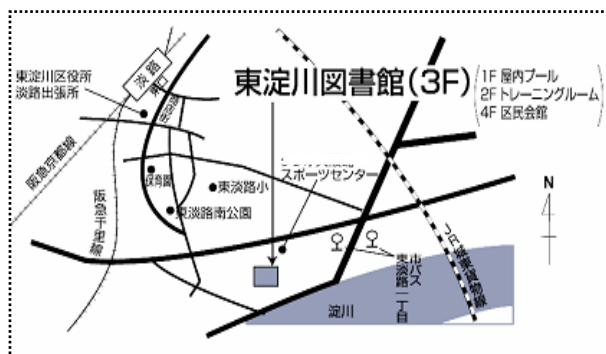 淡路
東淀川区役所
淡路出張所
東淀川図書館(3F)
1F 屋内プール
2F トレーニングルーム
4F 区民会館
阪急京都線
阪急千里線
保育園
東淡路小
スポーツセンター
東淡路南公園
N
市バス
東淡路一丁目
JR城東貨物線
淀川